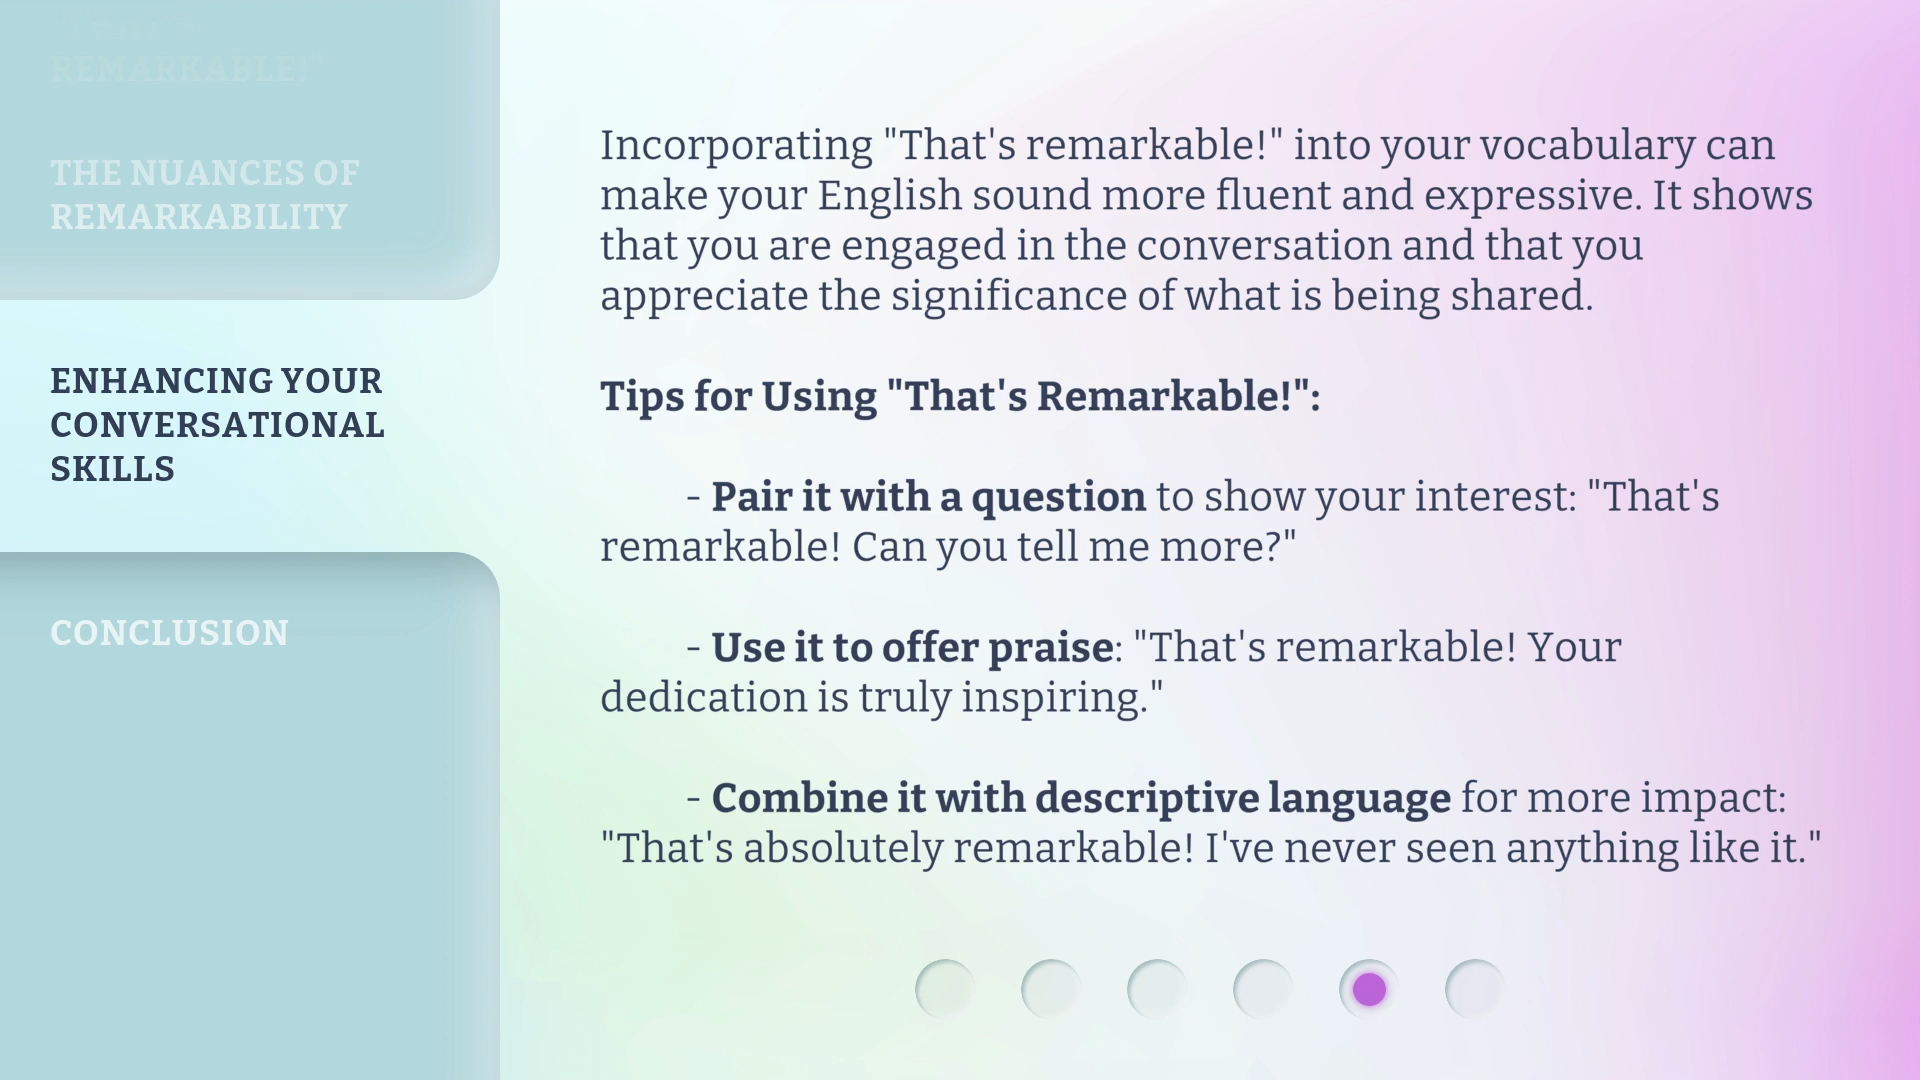 REMARKABLE!"
THE NUANCES OF
REMARKABILITY
ENHANCING YOUR
CONVERSATIONAL
SKILLS
CONCLUSION
Incorporating "That's remarkable!" into your vocabulary can
make your English sound more fluent and expressive. It shows
that you are engaged in the conversation and that you
appreciate the significance of what is being shared.
Tips for Using "That's Remarkable!":
- Pair it with a question to show your interest: "That's
remarkable! Can you tell me more?"
- Use it to offer praise: "That's remarkable! Your
dedication is truly inspiring."
- Combine it with descriptive language for more impact:
"That's absolutely remarkable! I've never seen anything like it."